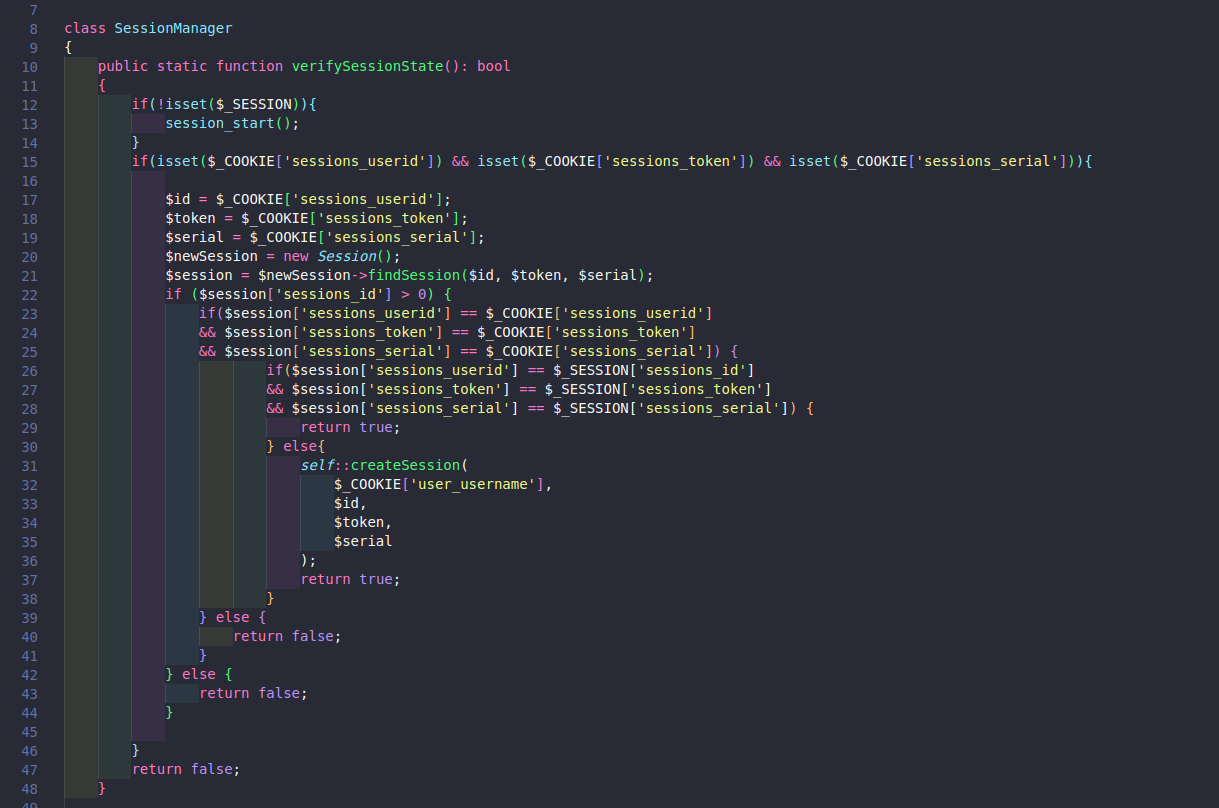 7
8 class SessionManager
9 {
10     public static function verifySessionState(): bool
11     {
12         if(!isset($_SESSION)){
13             session_start();
14         }
15         if(isset($_COOKIE['sessions_userid']) && isset($_COOKIE['sessions_token']) && isset($_COOKIE['sessions_serial'])){
16
17             $id = $_COOKIE['sessions_userid'];
18             $token = $_COOKIE['sessions_token'];
19             $serial = $_COOKIE['sessions_serial'];
20             $newSession = new Session();
21             $session = $newSession->findSession($id, $token, $serial);
22             if ($session['sessions_id'] > 0) {
23                 if($session['sessions_userid'] == $_COOKIE['sessions_userid']
24                 && $session['sessions_token'] == $_COOKIE['sessions_token']
25                 && $session['sessions_serial'] == $_COOKIE['sessions_serial']) {
26                         if($session['sessions_userid'] == $_SESSION['sessions_id']
27                         && $session['sessions_token'] == $_SESSION['sessions_token']
28                         && $session['sessions_serial'] == $_SESSION['sessions_serial']) {
29                             return true;
30                         } else{
31                             self::createSession(
32                                 $_COOKIE['user_username'],
33                                 $id,
34                                 $token,
35                                 $serial
36                             );
37                             return true;
38                         }
39                 } else {
40                     return false;
41                 }
42             } else {
43                 return false;
44             }
45
46         }
47         return false;
48     }
49